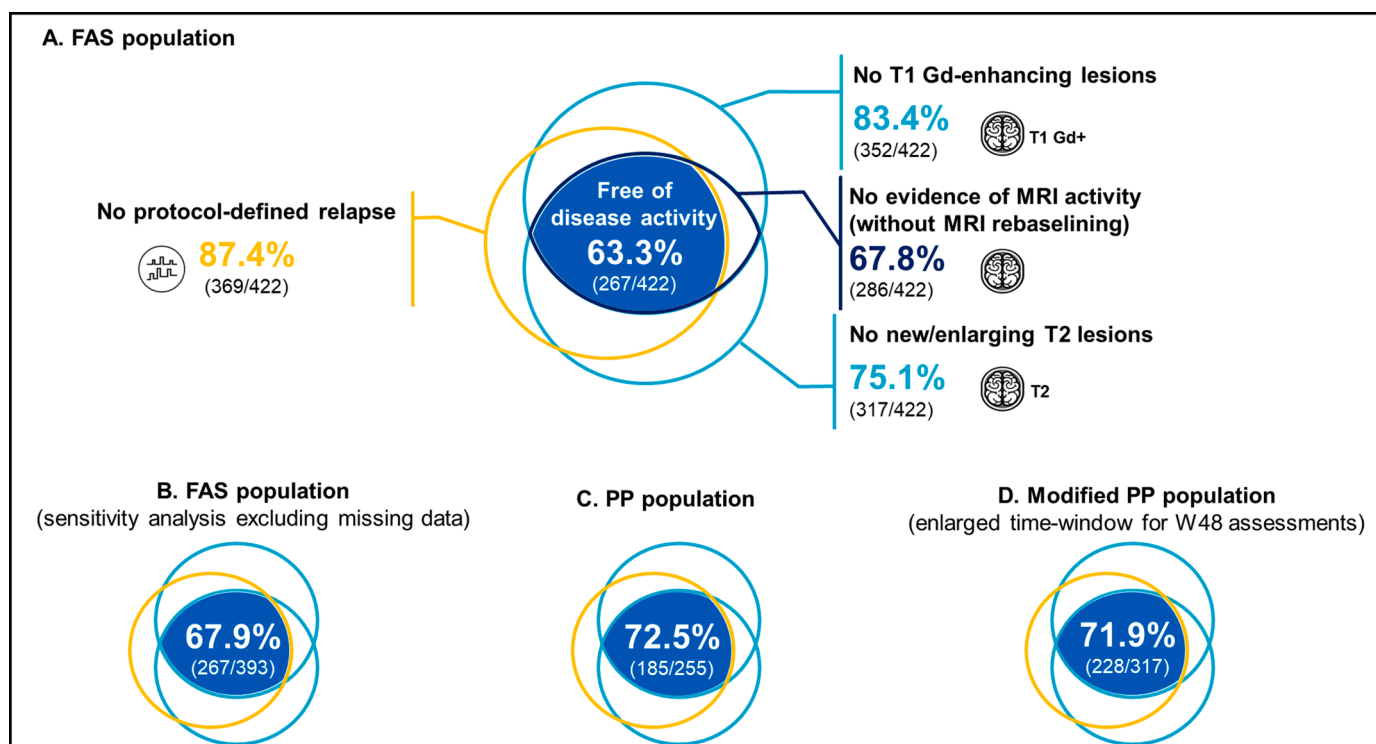 A. FAS population
No T1 Gd-enhancing lesions
83.4%
(352/422)
T1 Gd+
No protocol-defined relapse
87.4%
(369/422)
Free of
disease activity
63.3%
(267/422)
No evidence of MRI activity
(without MRI rebaselining)
67.8%
(286/422)
No new/enlarging T2 lesions
75.1%
(317/422)
T2
B. FAS population
(sensitivity analysis excluding missing data)
67.9%
(267/393)
C. PP population
72.5%
(185/255)
D. Modified PP population
(enlarged time-window for W48 assessments)
71.9%
(228/317)